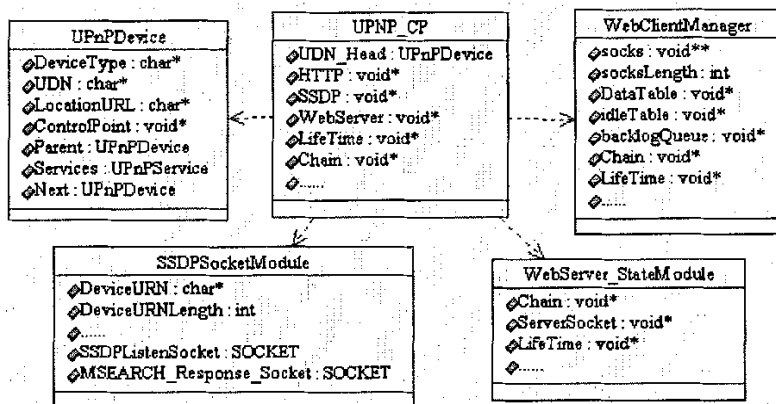 UPnPDevice
DeviceType : char*
UDN : char*
LocationURL : char*
ControlPoint : void*
Parent : UPnPDevice
Services : UPnPService
Next : UPnPDevice
UPNP_CP
UDN_Head : UPnPDevice
HTTP : void*
SSDP : void*
WebServer : void*
LifeTime : void*
Chain : void*
......
WebClientManager
socks : void**
socksLength : int
DataTable : void*
idleTable : void*
backlogQueue : void*
Chain : void*
LifeTime : void*
......
SSDPSocketModule
DeviceURN : char*
DeviceURNLength : int
......
SSDPListenSocket : SOCKET
MSEARCH_Response_Socket : SOCKET
WebServer_StateModule
Chain : void*
ServerSocket : void*
LifeTime : void*
......